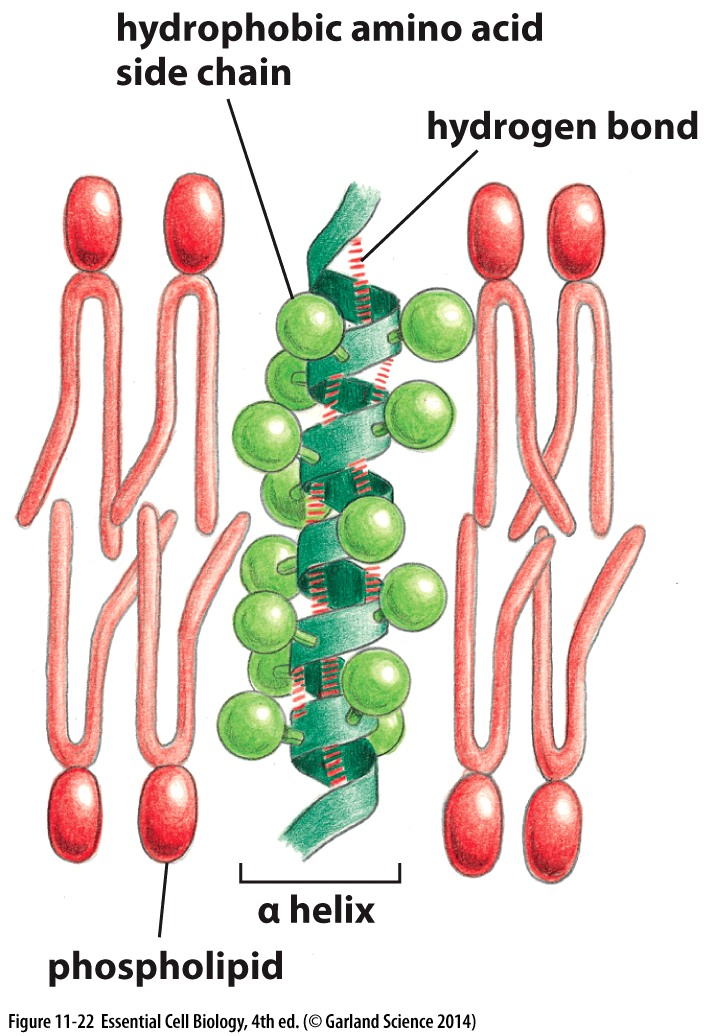 hydrophobic amino acid
side chain
hydrogen bond
α helix
phospholipid
Figure 11-22 Essential Cell Biology, 4th ed. (© Garland Science 2014)